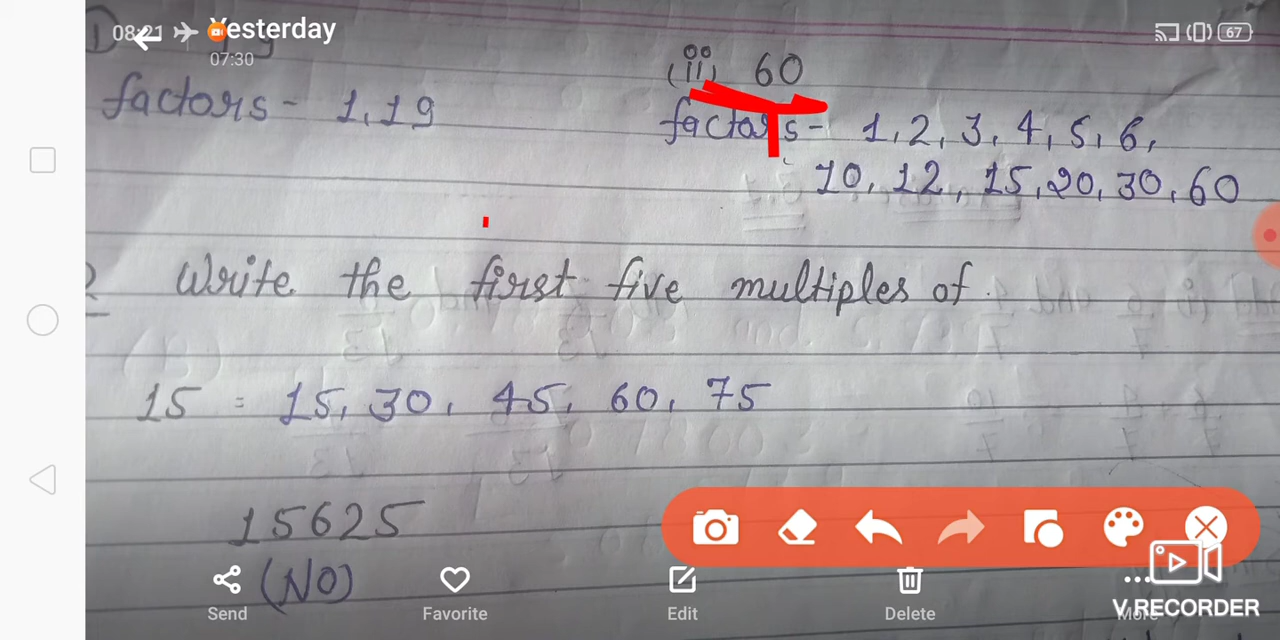 08:21 Yesterday 67
07:30
(ii) 60
factors - 1,19
factors - 1, 2, 3, 4, 5, 6,
10, 12, 15, 20, 30, 60
2 Write the first five multiples of
15 = 15, 30, 45, 60, 75
15625
(NO)
Send Favorite Edit Delete More
V.RECORDER